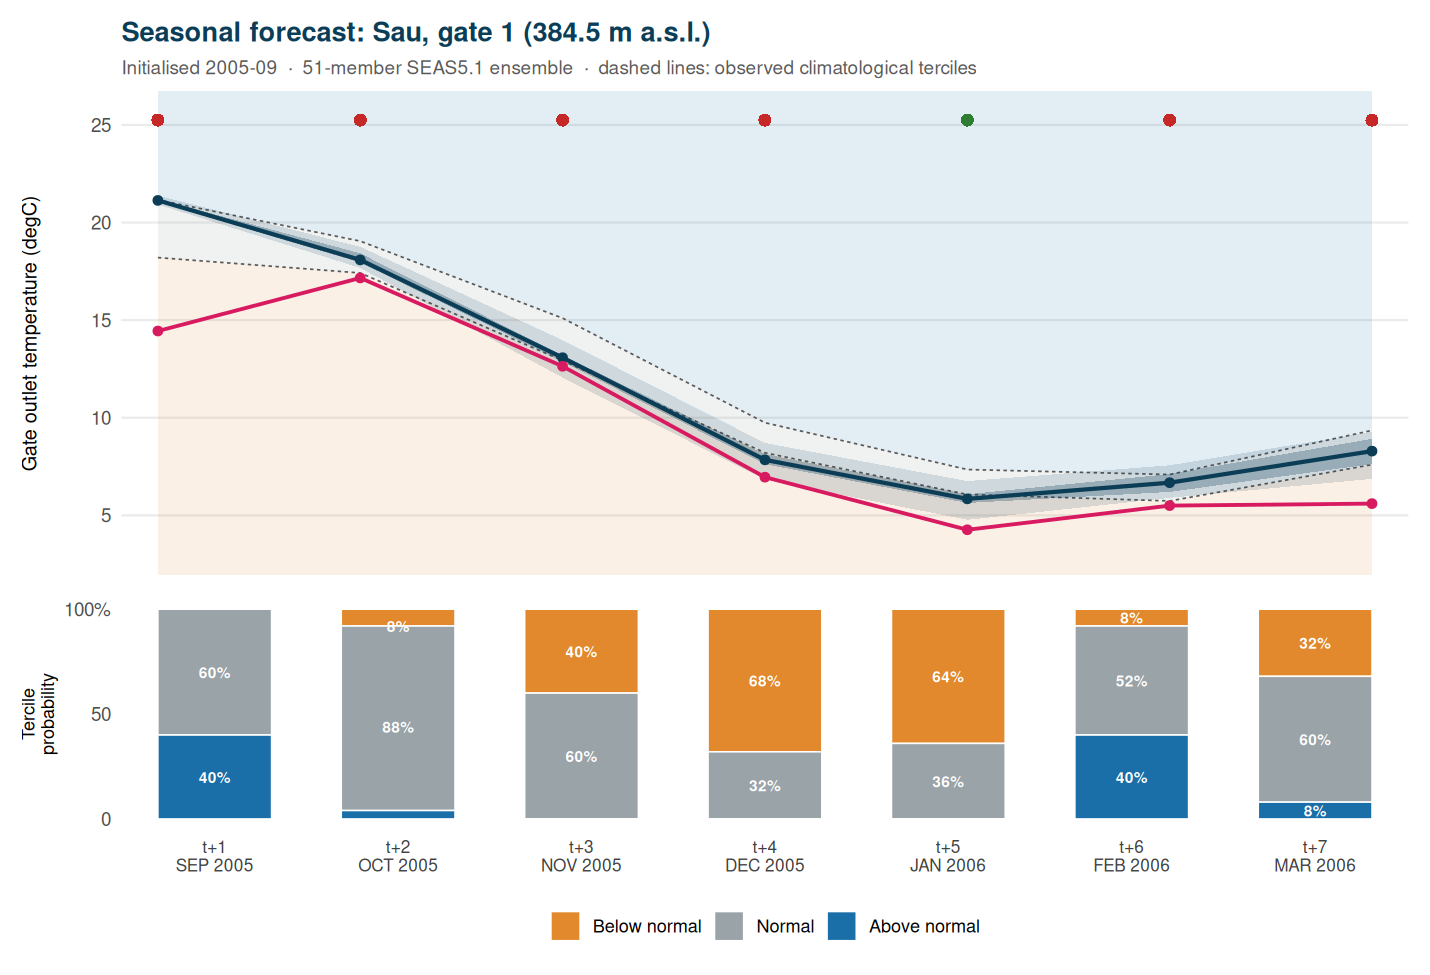 Seasonal forecast: Sau, gate 1 (384.5 m a.s.l.)
Initialised 2005-09 · 51-member SEAS5.1 ensemble · dashed lines: observed climatological terciles
Gate outlet temperature (degC)
25
20
15
10
5
Tercile
probability
100%
50
0
60%
40%
8%
88%
40%
60%
68%
32%
64%
36%
8%
52%
40%
32%
60%
8%
t+1
SEP 2005
t+2
OCT 2005
t+3
NOV 2005
t+4
DEC 2005
t+5
JAN 2006
t+6
FEB 2006
t+7
MAR 2006
Below normal
Normal
Above normal